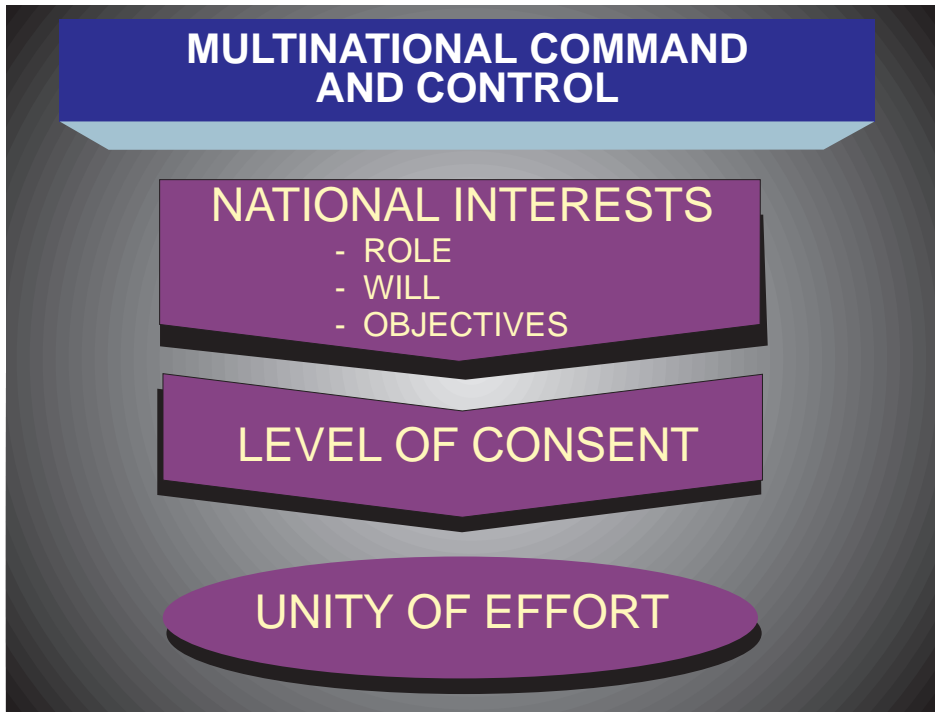 MULTINATIONAL COMMAND
AND CONTROL
NATIONAL INTERESTS
- ROLE
- WILL
- OBJECTIVES
LEVEL OF CONSENT
UNITY OF EFFORT